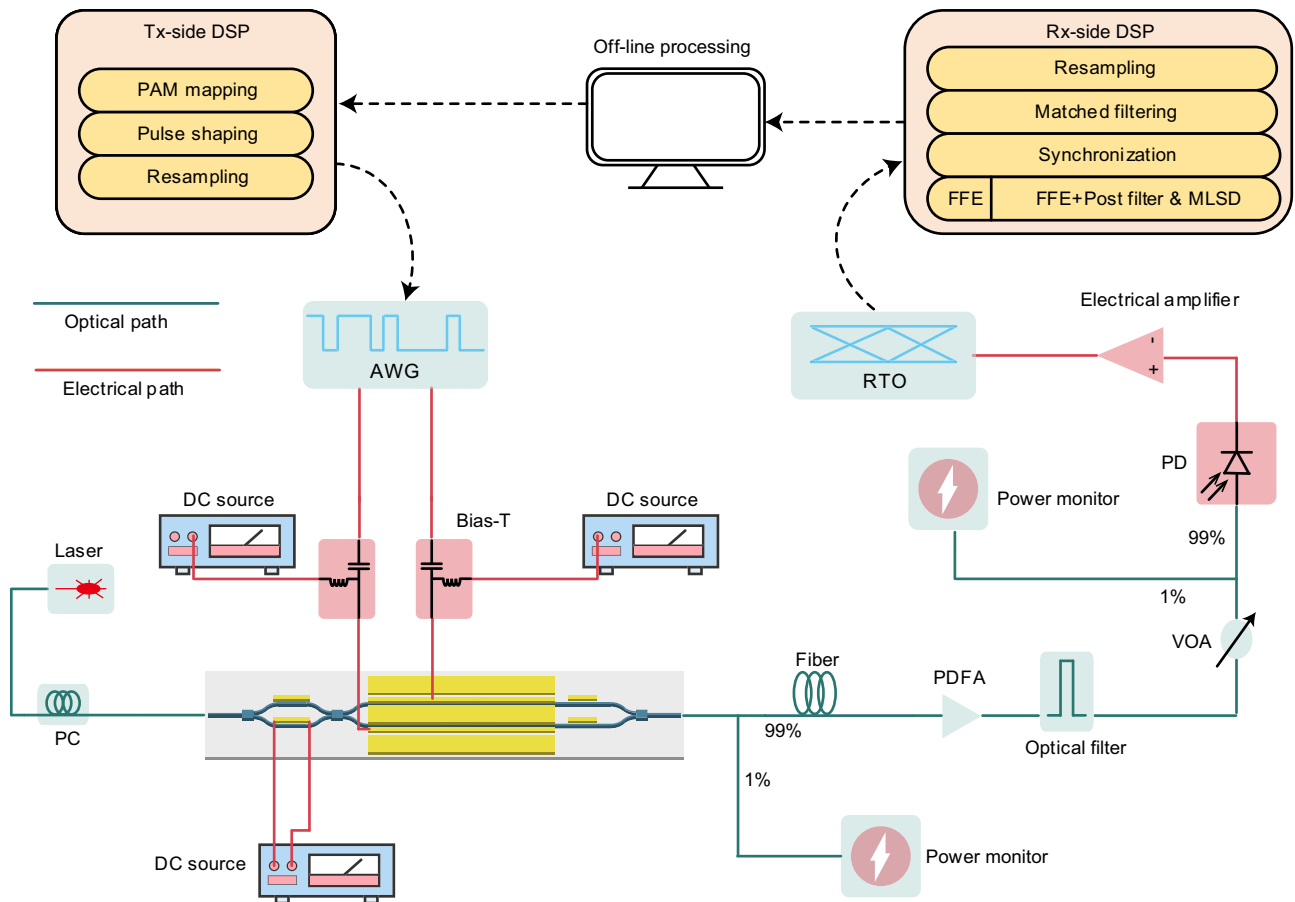 Tx-side DSP
PAM mapping
Pulse shaping
Resampling
Off-line processing
Rx-side DSP
Resampling
Matched filtering
Synchronization
FFE
FFE+Post filter & MLSD
Optical path
Electrical path
AWG
RTO
Electrical amplifier
-
+
PD
Power monitor
99%
1%
DC source
Bias-T
DC source
Laser
PC
VOA
Fiber
PDFA
99%
Optical filter
1%
DC source
Power monitor